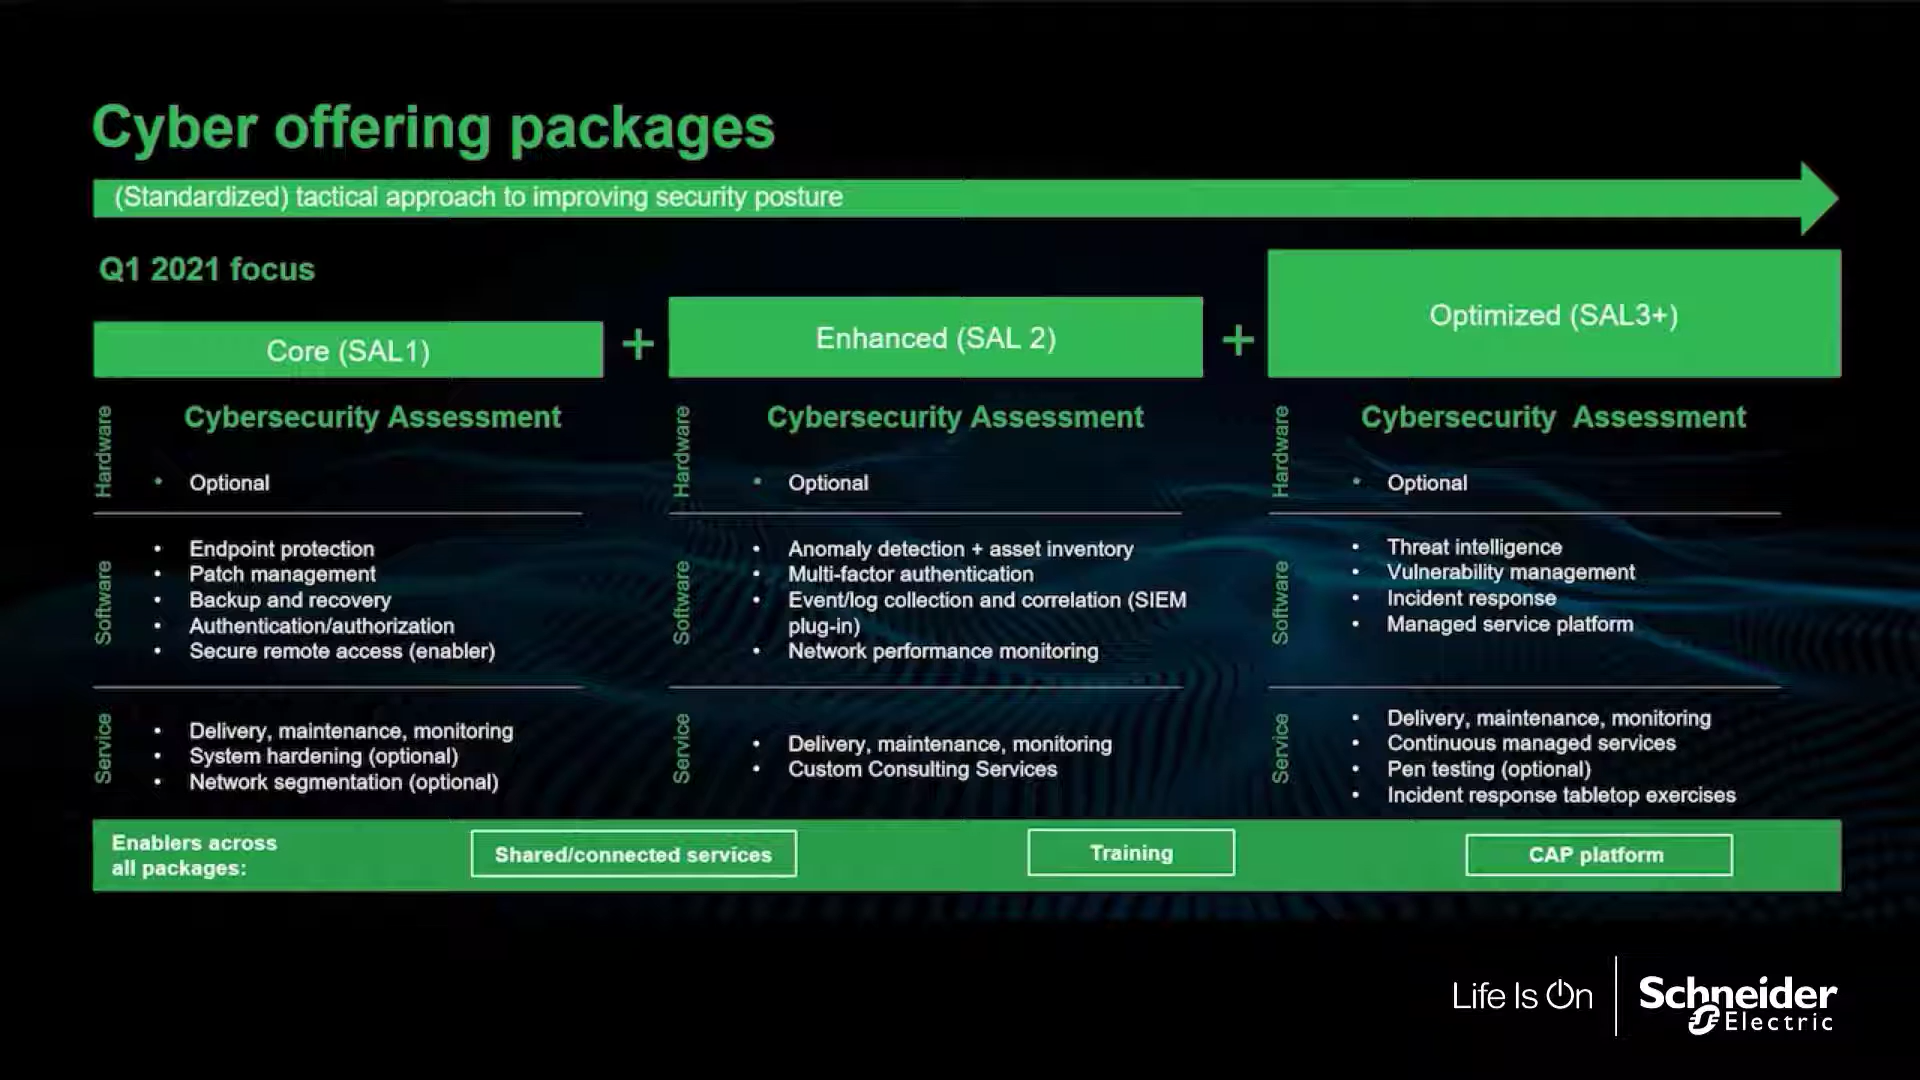 Cyber offering packages
(Standardized) tactical approach to improving security posture
Q1 2021 focus
Core (SAL1)
+
Enhanced (SAL 2)
+
Optimized (SAL3+)
Hardware
Cybersecurity Assessment
• Optional
Software
• Endpoint protection
• Patch management
• Backup and recovery
• Authentication/authorization
• Secure remote access (enabler)
Service
• Delivery, maintenance, monitoring
• System hardening (optional)
• Network segmentation (optional)
Hardware
Cybersecurity Assessment
• Optional
Software
• Anomaly detection + asset inventory
• Multi-factor authentication
• Event/log collection and correlation (SIEM
plug-in)
• Network performance monitoring
Service
• Delivery, maintenance, monitoring
• Custom Consulting Services
Hardware
Cybersecurity Assessment
• Optional
Software
• Threat intelligence
• Vulnerability management
• Incident response
• Managed service platform
Service
• Delivery, maintenance, monitoring
• Continuous managed services
• Pen testing (optional)
• Incident response tabletop exercises
Enablers across
all packages:
Shared/connected services
Training
CAP platform
Life Is On
Schneider
Electric